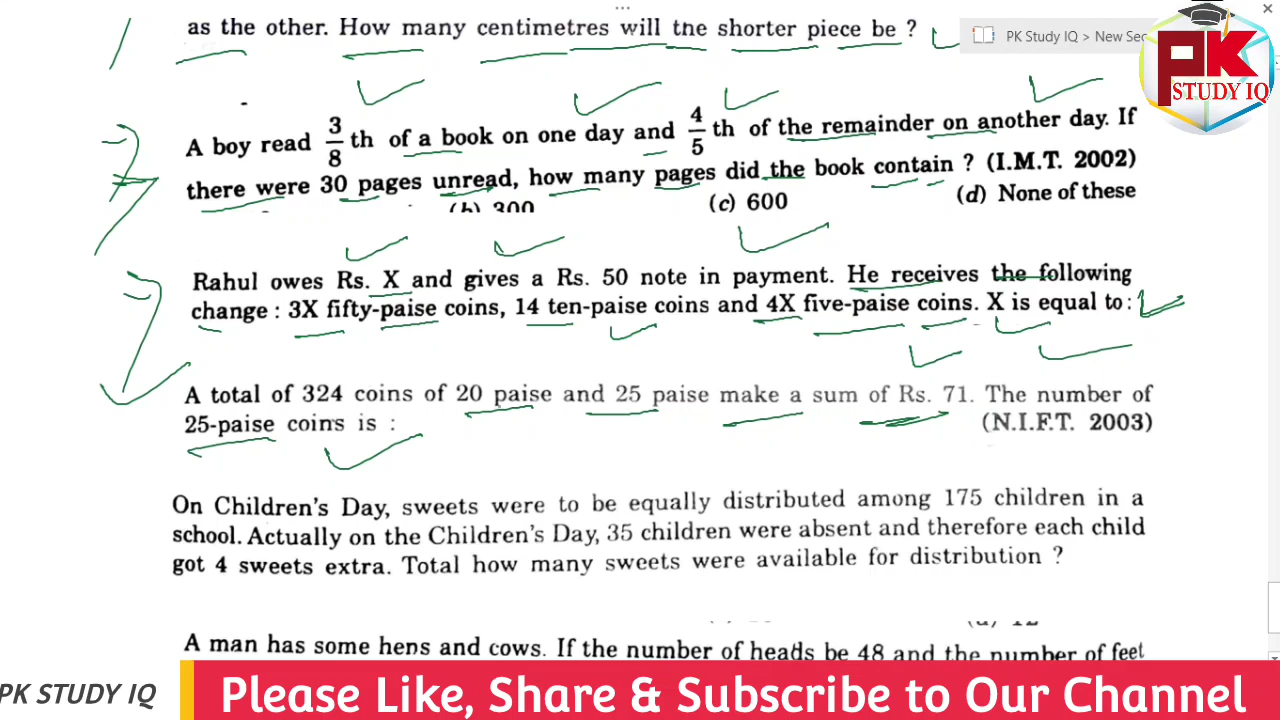 as the other. How many centimetres will the shorter piece be ?
PK Study IQ > New Sec
PK
STUDY IQ
A boy read 3/8 th of a book on one day and 4/5 th of the remainder on another day. If
there were 30 pages unread, how many pages did the book contain ? (I.M.T. 2002)
(b) 300 (c) 600 (d) None of these
Rahul owes Rs. X and gives a Rs. 50 note in payment. He receives the following
change : 3X fifty-paise coins, 14 ten-paise coins and 4X five-paise coins. X is equal to :
A total of 324 coins of 20 paise and 25 paise make a sum of Rs. 71. The number of
25-paise coins is : (N.I.F.T. 2003)
On Children's Day, sweets were to be equally distributed among 175 children in a
school. Actually on the Children's Day, 35 children were absent and therefore each child
got 4 sweets extra. Total how many sweets were available for distribution ?
A man has some hens and cows. If the number of heads be 48 and the number of feet
PK STUDY IQ
Please Like, Share & Subscribe to Our Channel